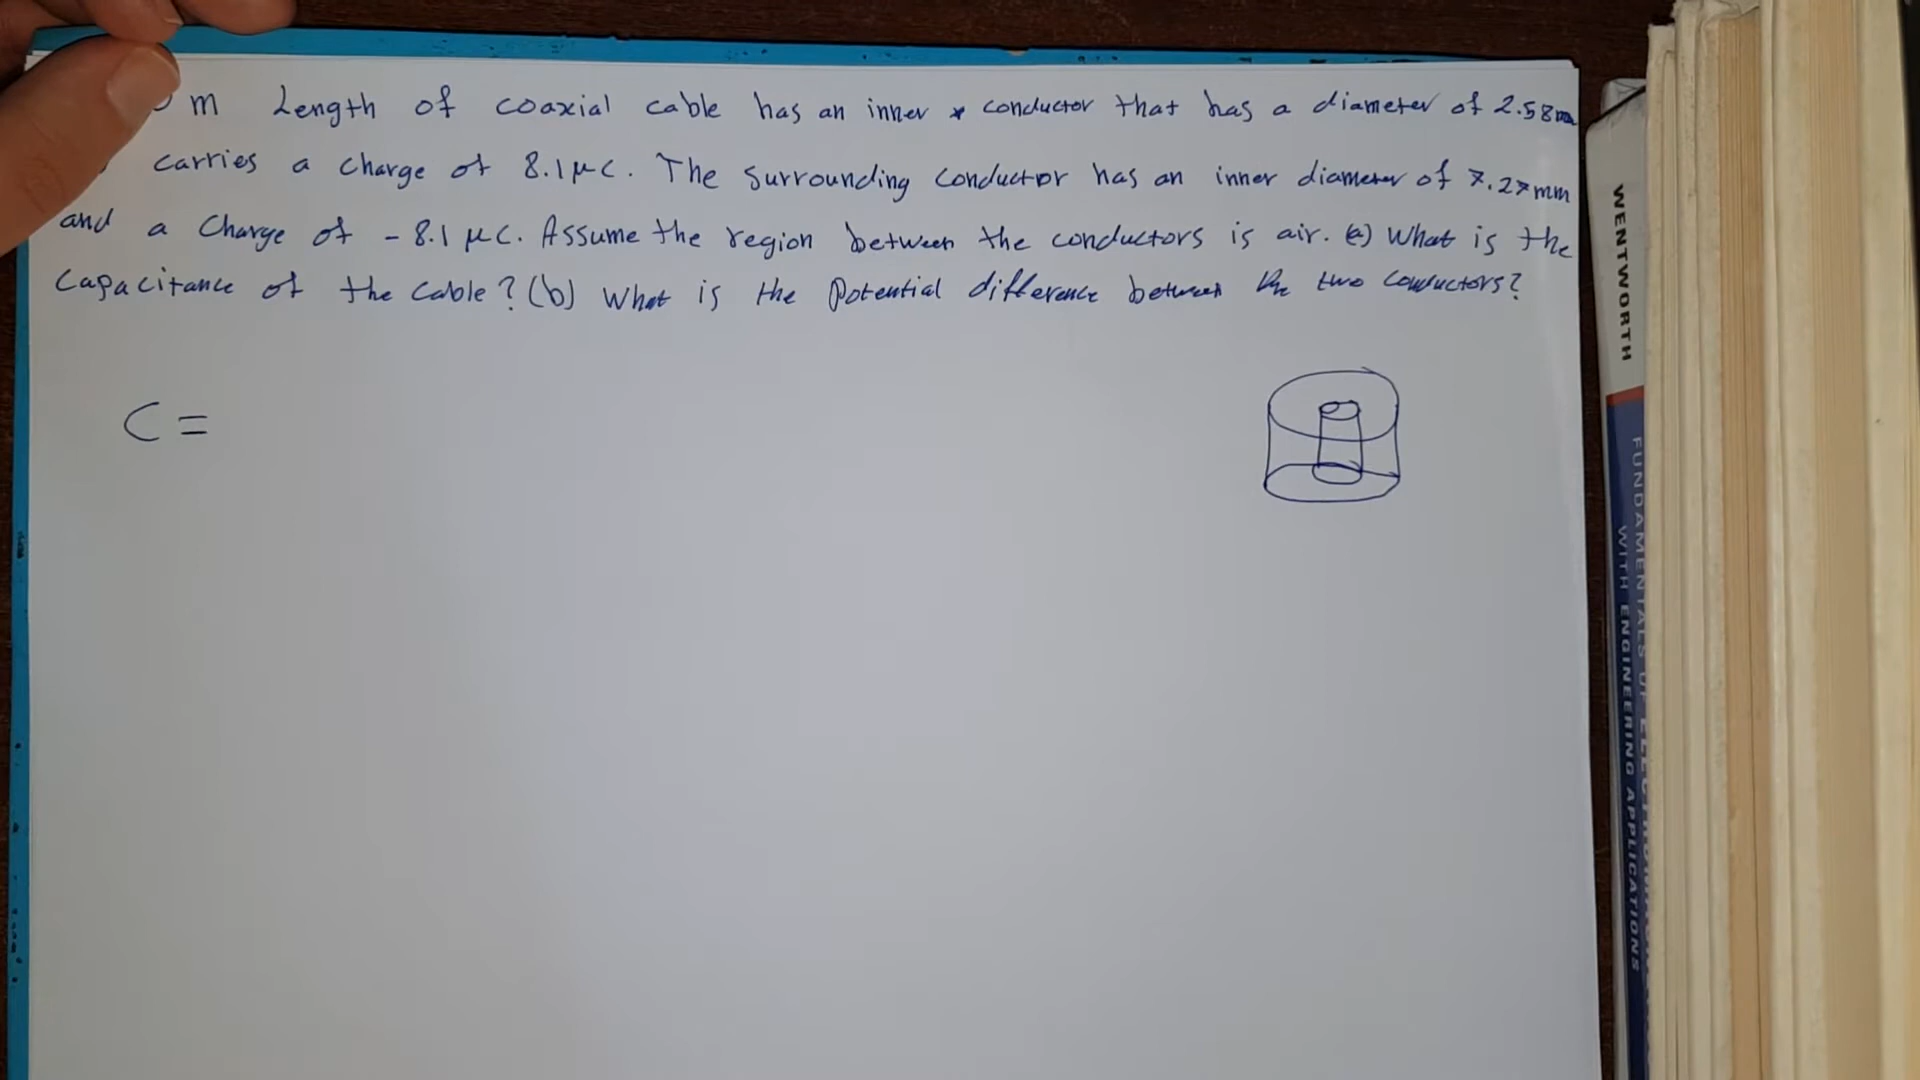 m Length of coaxial cable has an inner conductor that has a diameter of 2.58mm
carries a charge of 8.1μc. The surrounding conductor has an inner diameter of 7.27mm
and a Charge of -8.1 μC. Assume the region between the conductors is air. (a) What is the
capacitance of the cable? (b) What is the potential difference between the two conductors?
C =
WENTWORTH
FUNDAMENTALS OF
WITH ENGINEERING APPLICATIONS